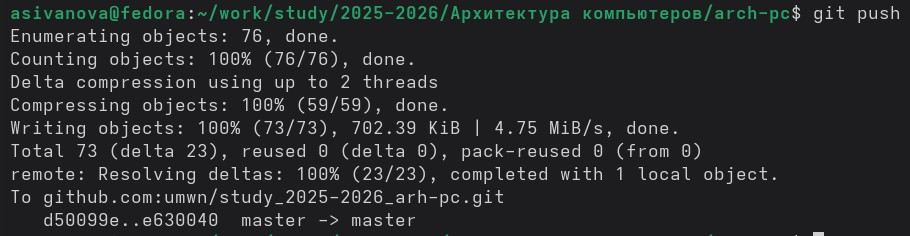 asivanova@fedora:~/work/study/2025-2026/Архитектура компьютеров/arch-pc$ git push
Enumerating objects: 76, done.
Counting objects: 100% (76/76), done.
Delta compression using up to 2 threads
Compressing objects: 100% (59/59), done.
Writing objects: 100% (73/73), 702.39 KiB | 4.75 MiB/s, done.
Total 73 (delta 23), reused 0 (delta 0), pack-reused 0 (from 0)
remote: Resolving deltas: 100% (23/23), completed with 1 local object.
To github.com:umwn/study_2025-2026_arh-pc.git
   d50099e..e630040  master -> master